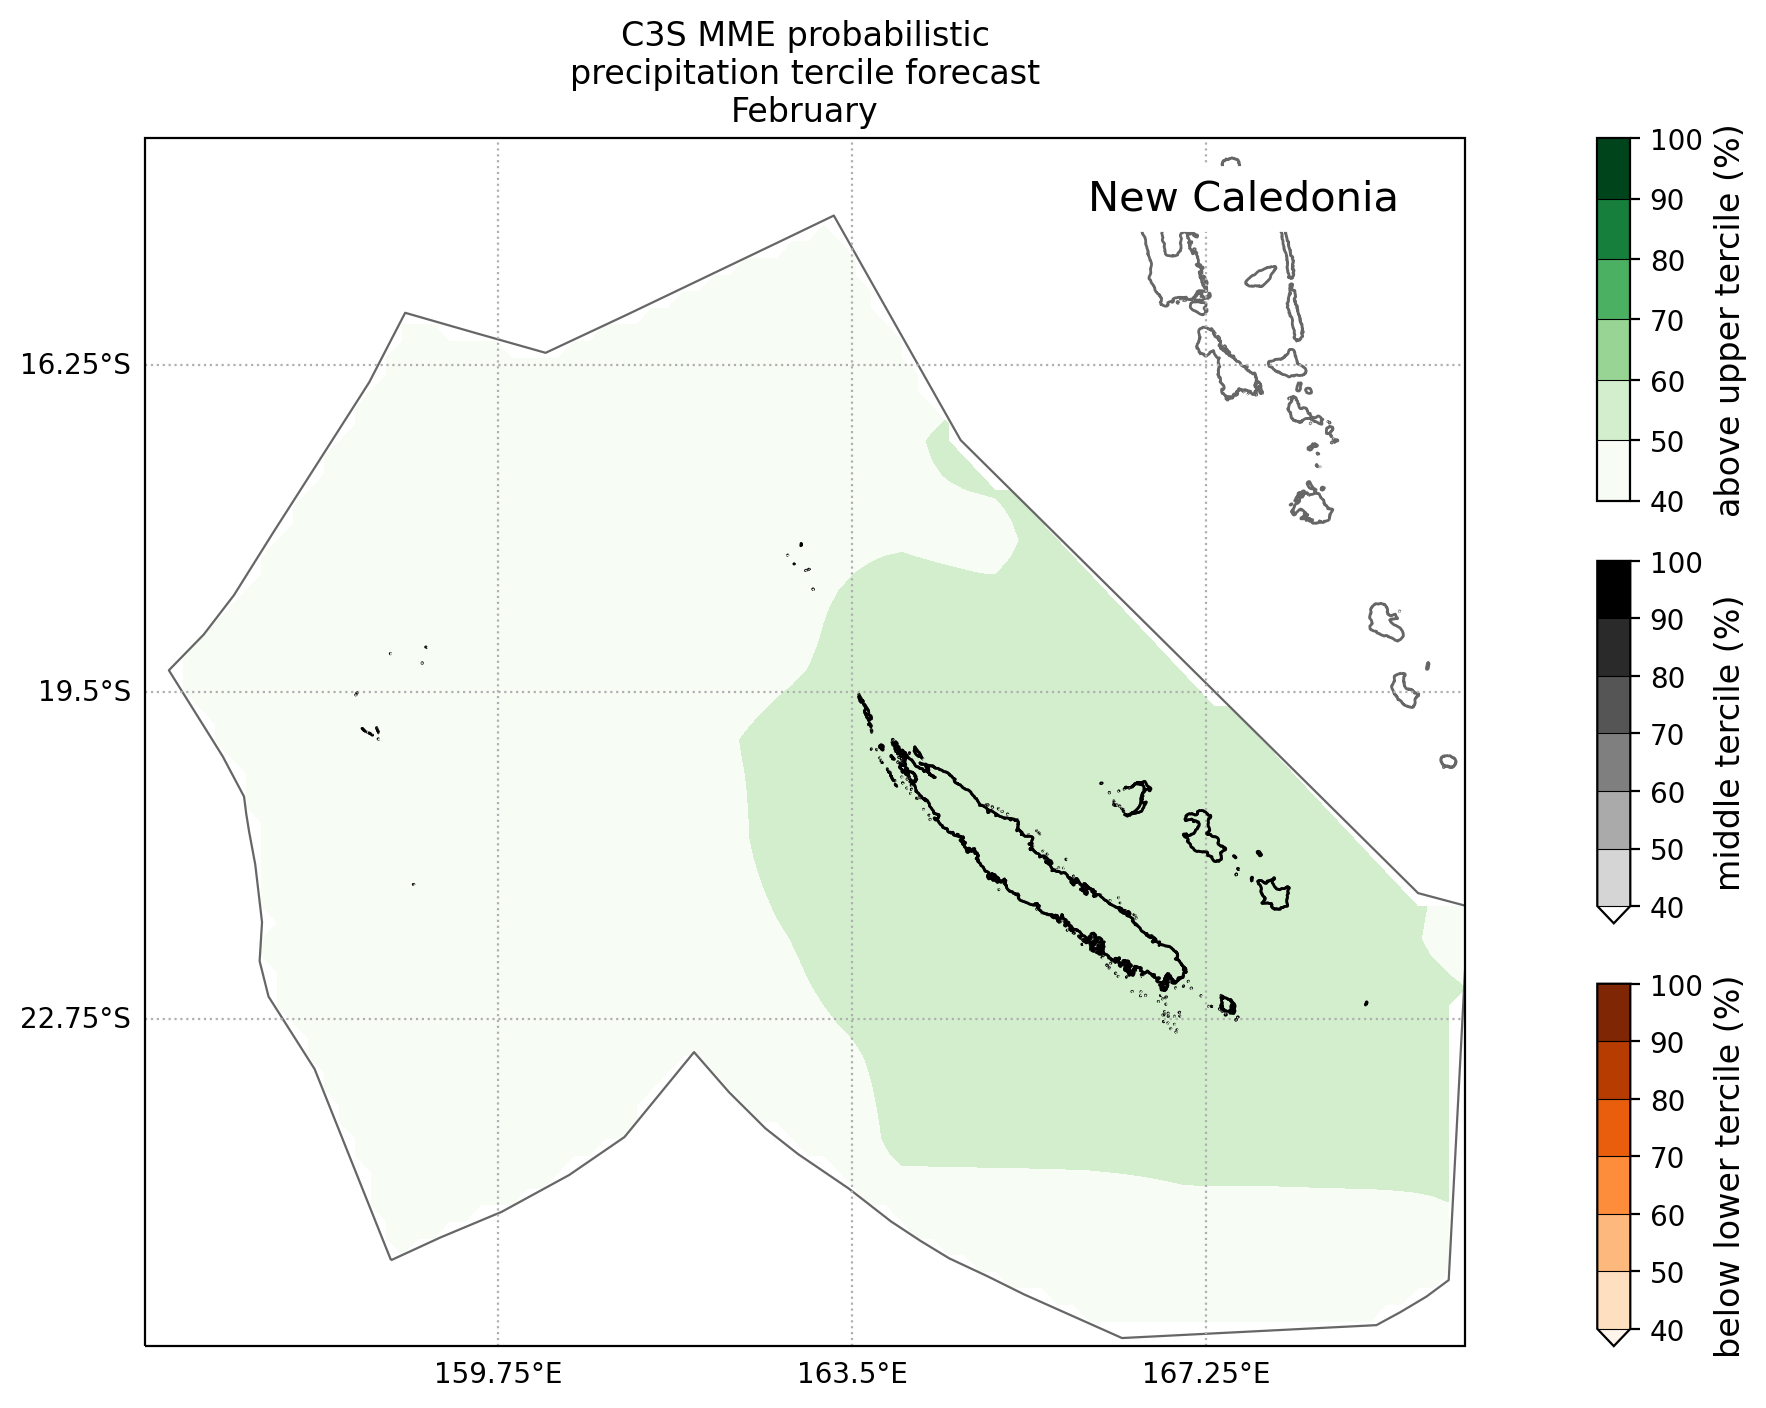 C3S MME probabilistic
precipitation tercile forecast
February
New Caledonia
16.25°S
19.5°S
22.75°S
159.75°E
163.5°E
167.25°E
100
90
80
70
60
50
40
above upper tercile (%)
100
90
80
70
60
50
40
middle tercile (%)
100
90
80
70
60
50
40
below lower tercile (%)